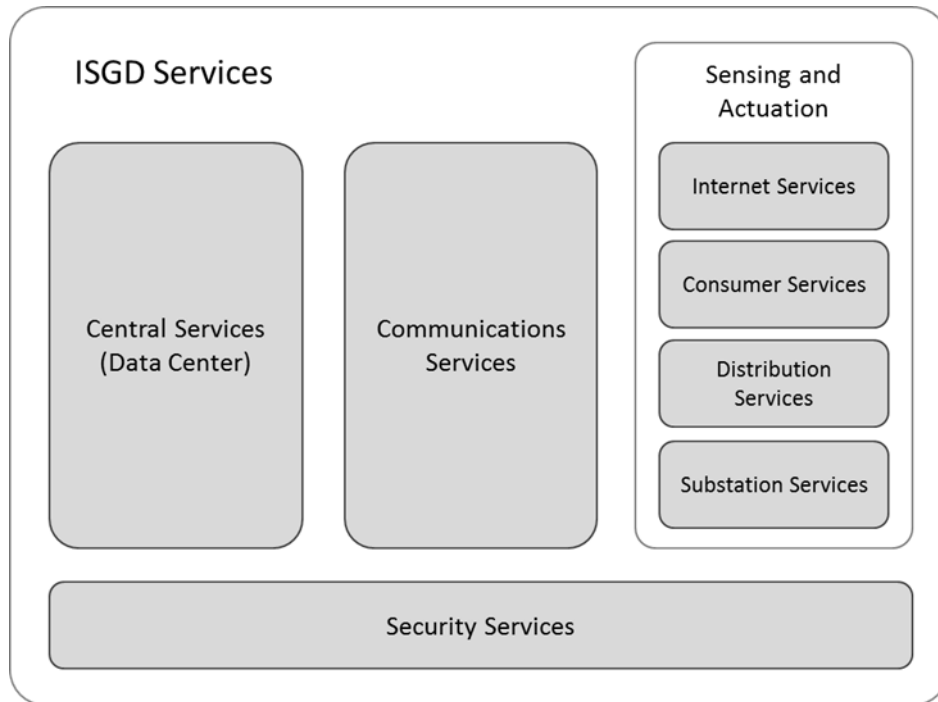 ISGD Services
Central Services
(Data Center)
Communications
Services
Sensing and
Actuation
Internet Services
Consumer Services
Distribution
Services
Substation Services
Security Services